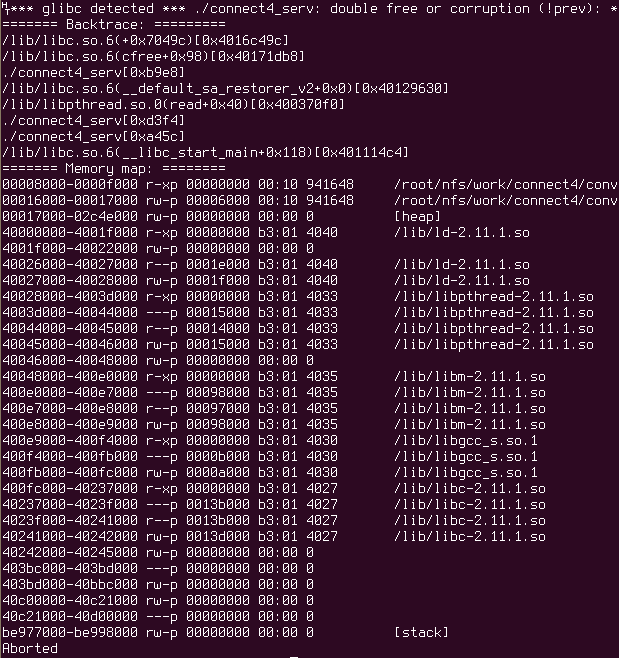 *** glibc detected *** ./connect4_serv: double free or corruption (!prev): *
======= Backtrace: =========
/lib/libc.so.6(+0x7049c)[0x4016c49c]
/lib/libc.so.6(cfree+0x98)[0x40171db8]
./connect4_serv[0xb9e8]
/lib/libc.so.6(__default_sa_restorer_v2+0x0)[0x40129630]
/lib/libpthread.so.0(read+0x40)[0x400370f0]
./connect4_serv[0xd3f4]
./connect4_serv[0xa45c]
/lib/libc.so.6(__libc_start_main+0x118)[0x401114c4]
======= Memory map: ========
00008000-0000f000 r-xp 00000000 00:10 941648     /root/nfs/work/connect4/conv
00016000-00017000 rw-p 00006000 00:10 941648     /root/nfs/work/connect4/conv
00017000-02c4e000 rw-p 00000000 00:00 0          [heap]
40000000-4001f000 r-xp 00000000 b3:01 4040       /lib/ld-2.11.1.so
4001f000-40022000 rw-p 00000000 00:00 0
40026000-40027000 r--p 0001e000 b3:01 4040       /lib/ld-2.11.1.so
40027000-40028000 rw-p 0001f000 b3:01 4040       /lib/ld-2.11.1.so
40028000-4003d000 r-xp 00000000 b3:01 4033       /lib/libpthread-2.11.1.so
4003d000-40044000 ---p 00015000 b3:01 4033       /lib/libpthread-2.11.1.so
40044000-40045000 r--p 00014000 b3:01 4033       /lib/libpthread-2.11.1.so
40045000-40046000 rw-p 00015000 b3:01 4033       /lib/libpthread-2.11.1.so
40046000-40048000 rw-p 00000000 00:00 0
40048000-400e0000 r-xp 00000000 b3:01 4035       /lib/libm-2.11.1.so
400e0000-400e7000 ---p 00098000 b3:01 4035       /lib/libm-2.11.1.so
400e7000-400e8000 r--p 00097000 b3:01 4035       /lib/libm-2.11.1.so
400e8000-400e9000 rw-p 00098000 b3:01 4035       /lib/libm-2.11.1.so
400e9000-400f4000 r-xp 00000000 b3:01 4030       /lib/libgcc_s.so.1
400f4000-400fb000 ---p 0000b000 b3:01 4030       /lib/libgcc_s.so.1
400fb000-400fc000 rw-p 0000a000 b3:01 4030       /lib/libgcc_s.so.1
400fc000-40237000 r-xp 00000000 b3:01 4027       /lib/libc-2.11.1.so
40237000-4023f000 ---p 0013b000 b3:01 4027       /lib/libc-2.11.1.so
4023f000-40241000 r--p 0013b000 b3:01 4027       /lib/libc-2.11.1.so
40241000-40242000 rw-p 0013d000 b3:01 4027       /lib/libc-2.11.1.so
40242000-40245000 rw-p 00000000 00:00 0
403bc000-403bd000 ---p 00000000 00:00 0
403bd000-40bbc000 rw-p 00000000 00:00 0
40c00000-40c21000 rw-p 00000000 00:00 0
40c21000-40d00000 ---p 00000000 00:00 0
be977000-be998000 rw-p 00000000 00:00 0          [stack]
Aborted